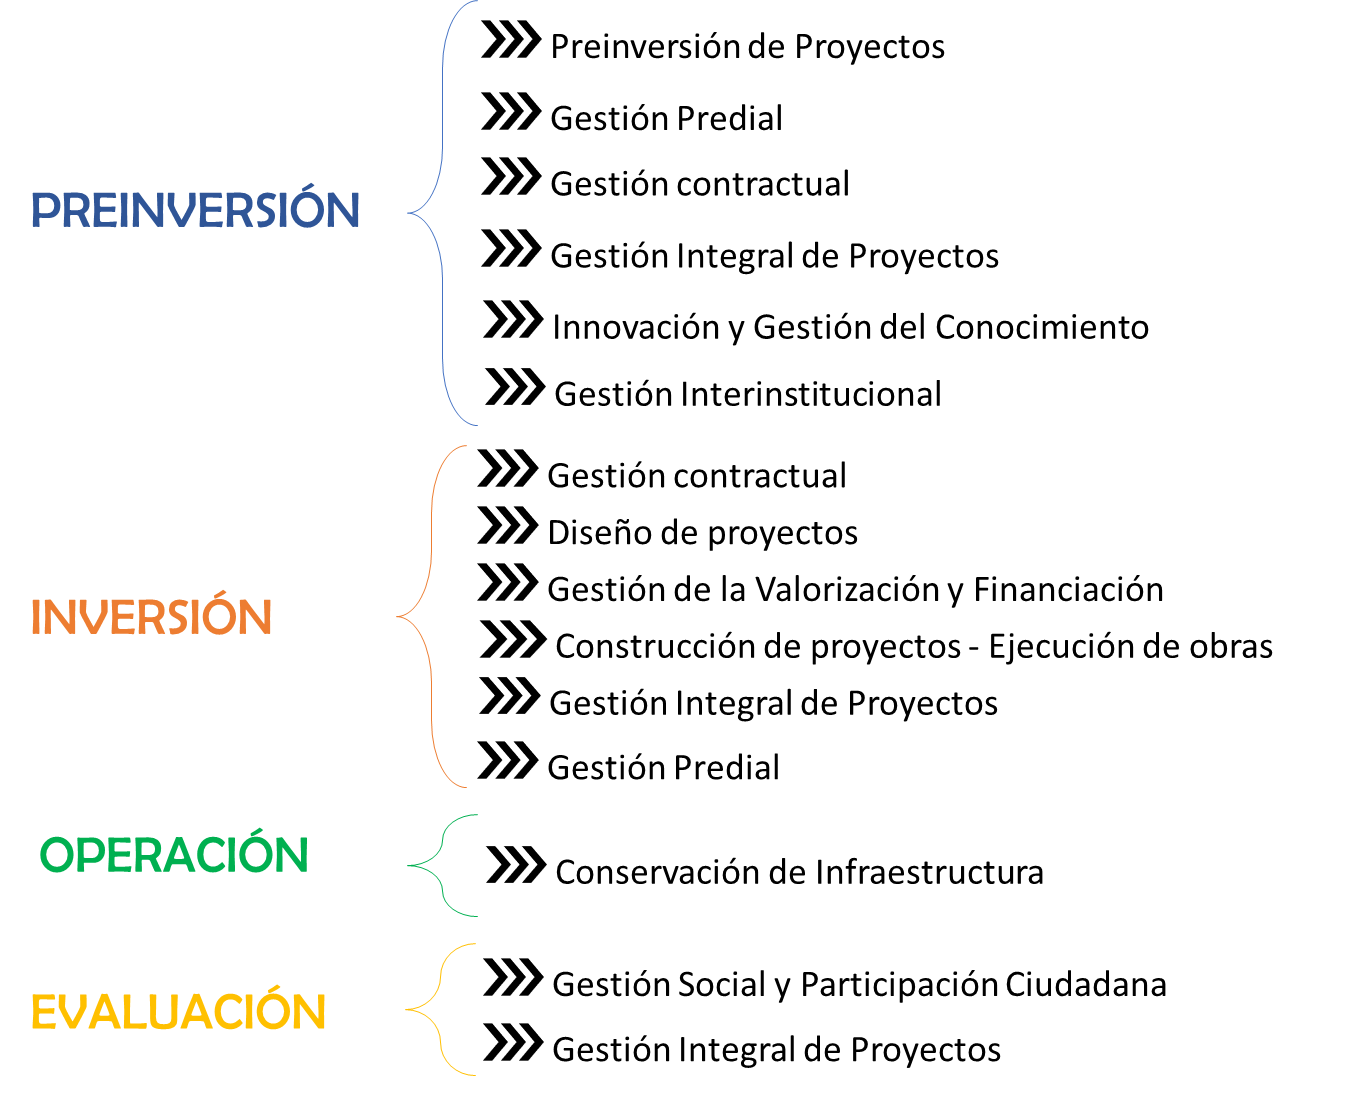 PREINVERSIÓN
Preinversión de Proyectos
Gestión Predial
Gestión contractual
Gestión Integral de Proyectos
Innovación y Gestión del Conocimiento
Gestión Interinstitucional
INVERSIÓN
Gestión contractual
Diseño de proyectos
Gestión de la Valorización y Financiación
Construcción de proyectos - Ejecución de obras
Gestión Integral de Proyectos
Gestión Predial
OPERACIÓN
Conservación de Infraestructura
EVALUACIÓN
Gestión Social y Participación Ciudadana
Gestión Integral de Proyectos